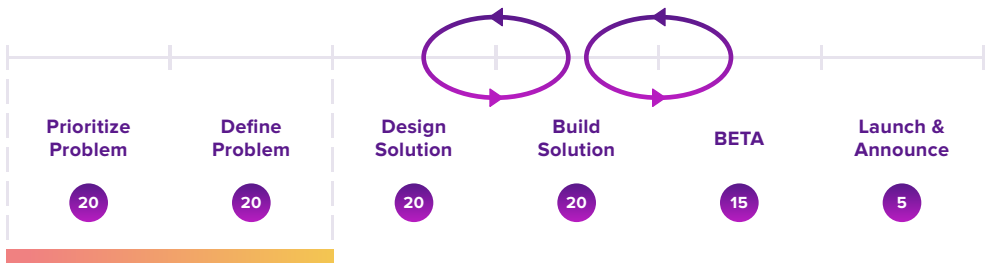 Prioritize
Problem
Define
Problem
Design
Solution
Build
Solution
BETA
Launch &
Announce
20
20
20
20
15
5